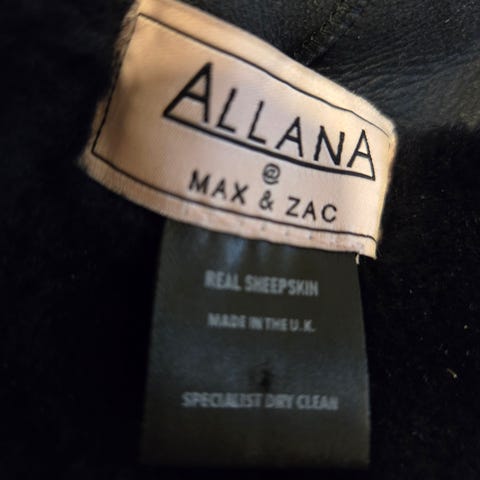 ALLANA
@
MAX & ZAC
REAL SHEEPSKIN
MADE IN THE U.K.
SPECIALIST DRY CLEAN